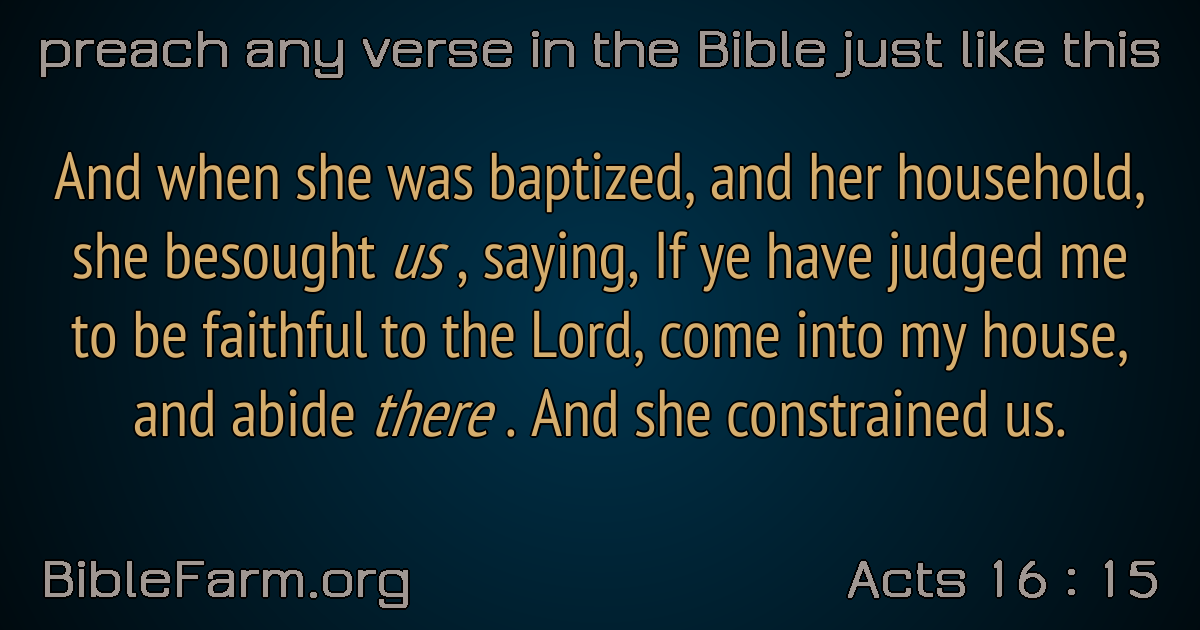 preach any verse in the Bible just like this
And when she was baptized, and her household,
she besought us , saying, If ye have judged me
to be faithful to the Lord, come into my house,
and abide there . And she constrained us.
BibleFarm.org
Acts 16 : 15